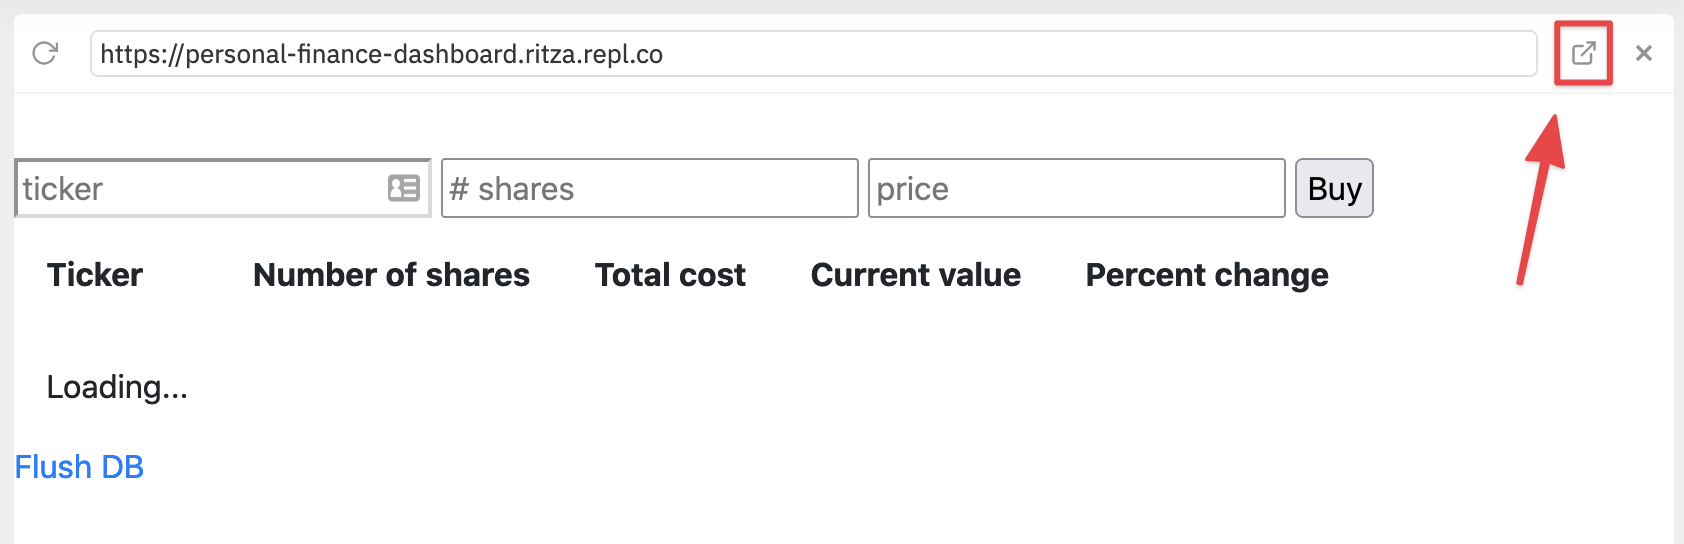 https://personal-finance-dashboard.ritza.repl.co
ticker # shares price Buy
Ticker Number of shares Total cost Current value Percent change
Loading...
Flush DB